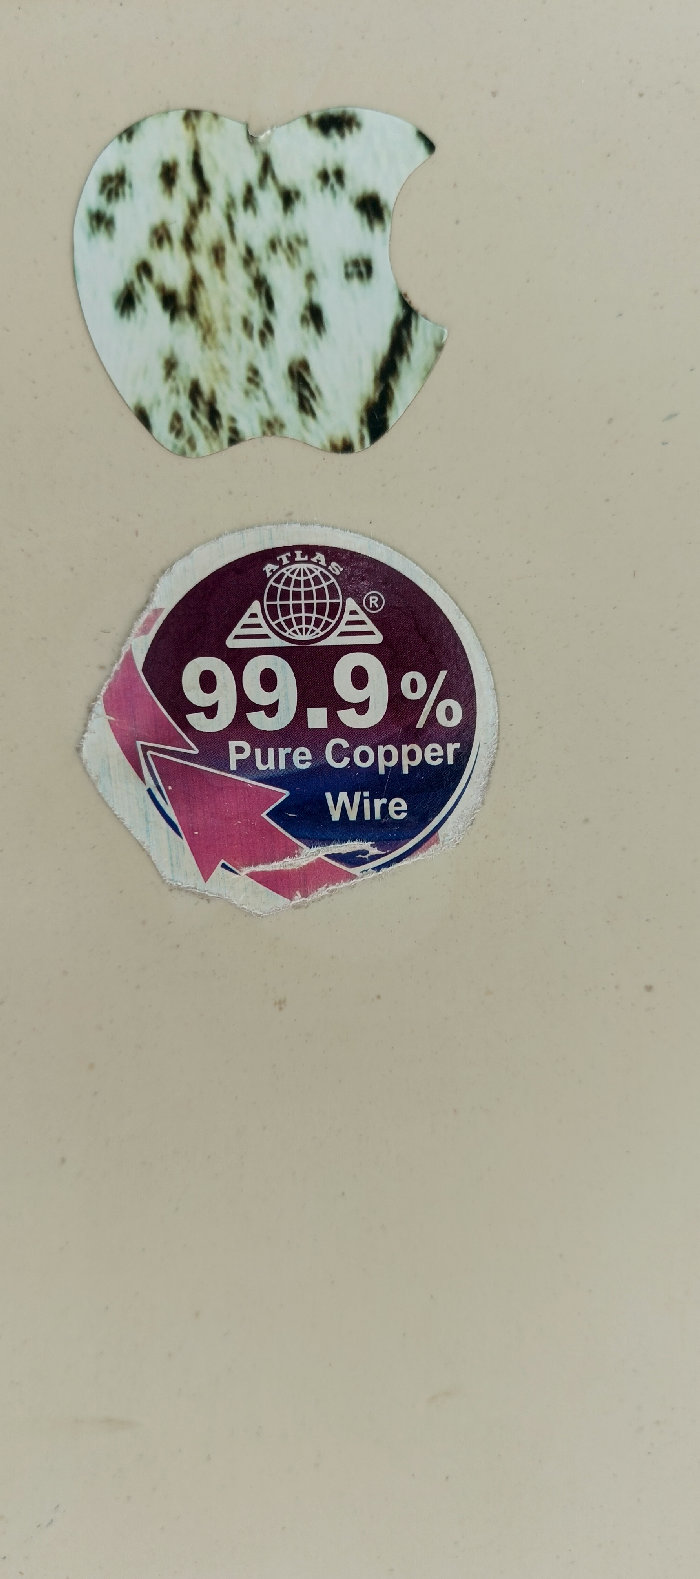 ATLAS
®
99.9%
Pure Copper
Wire